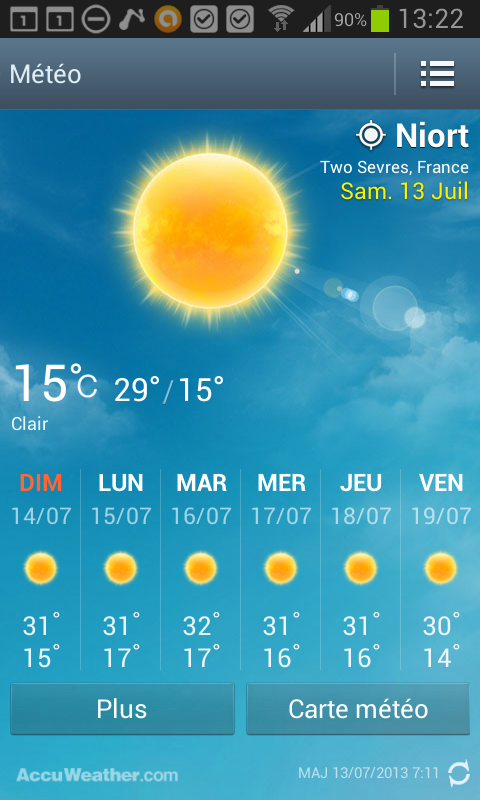 1 1 90% 13:22
Météo
Niort
Two Sevres, France
Sam. 13 Juil
15°C 29°/15°
Clair
DIM LUN MAR MER JEU VEN
14/07 15/07 16/07 17/07 18/07 19/07
31° 31° 32° 31° 31° 30°
15° 17° 17° 16° 16° 14°
Plus Carte météo
AccuWeather.com MAJ 13/07/2013 7:11